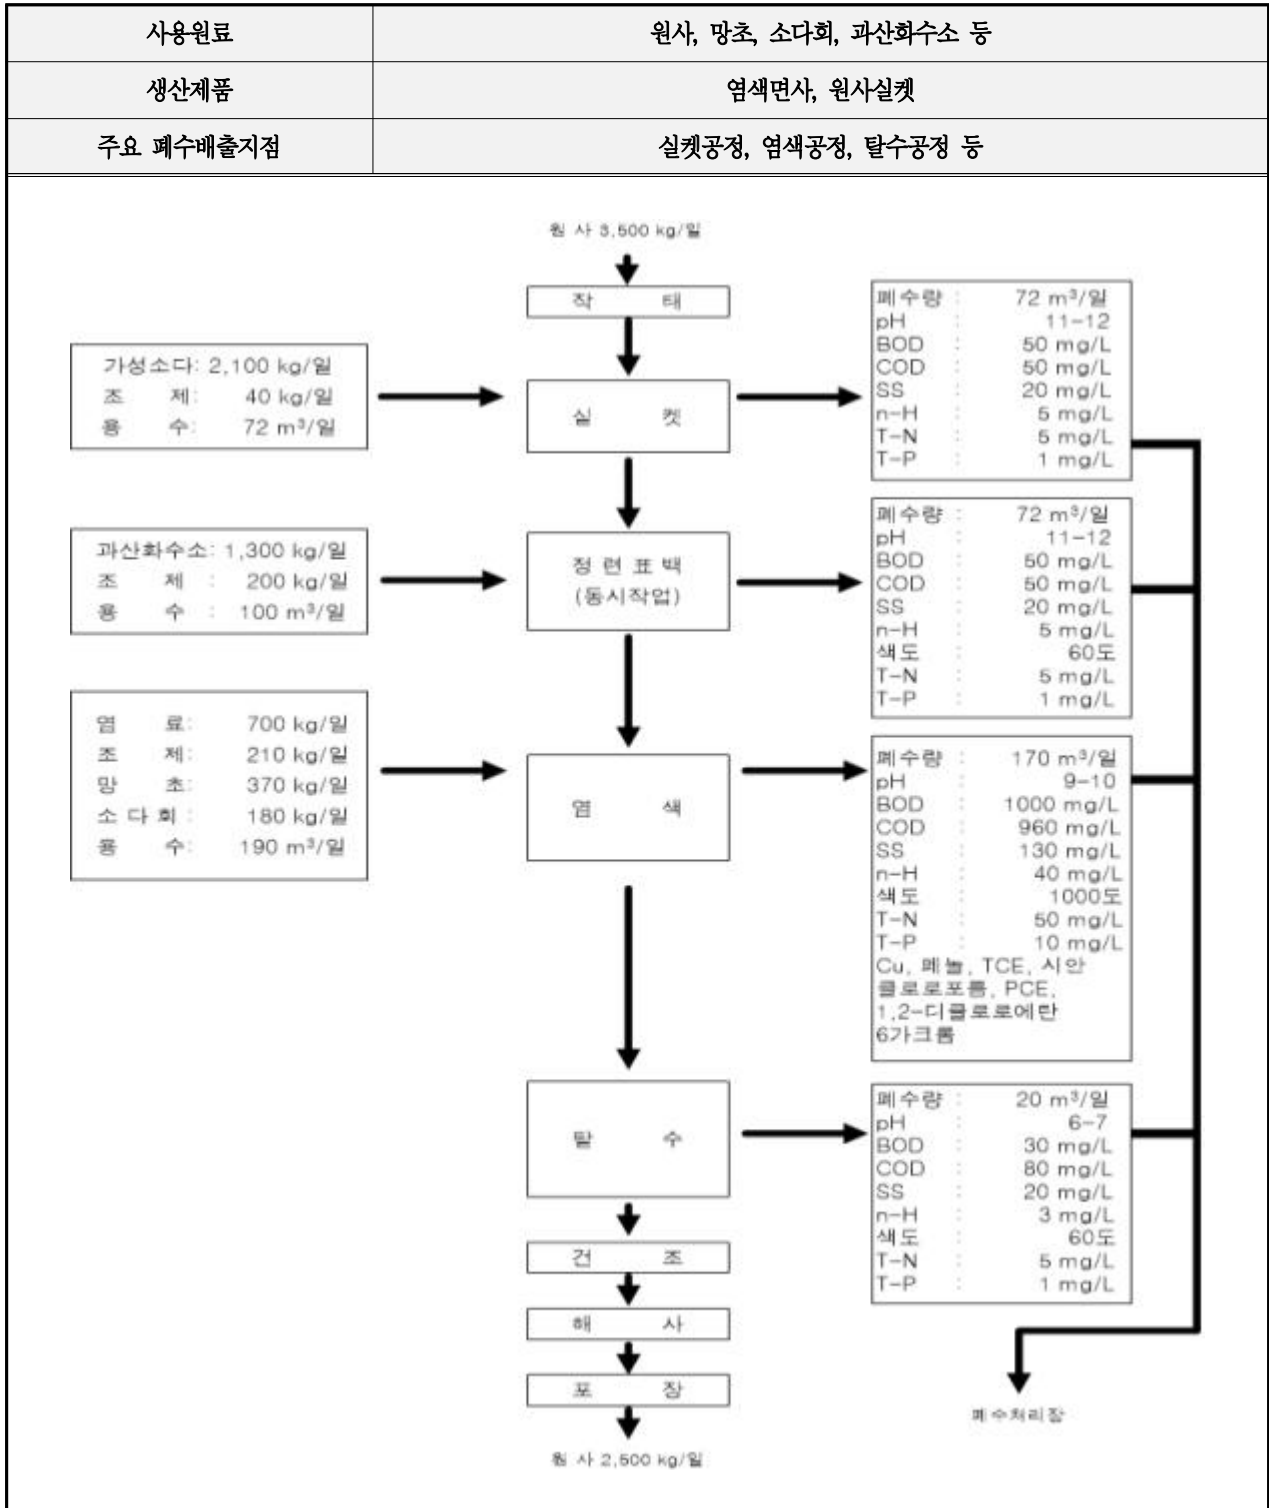 사용원료 원사, 망초, 소다회, 과산화수소 등
생산제품 염색면사, 원사실켓
주요 폐수배출지점 실켓공정, 염색공정, 탈수공정 등
원 사 3,500 kg/일
작 태
가성소다: 2,100 kg/일
조 제: 40 kg/일
용 수: 72 m³/일
실 켓
폐수량 : 72 m³/일
pH : 11-12
BOD : 50 mg/L
COD : 50 mg/L
SS : 20 mg/L
n-H : 5 mg/L
T-N : 5 mg/L
T-P : 1 mg/L
과산화수소: 1,300 kg/일
조 제 : 200 kg/일
용 수 : 100 m³/일
정 련 표 백
(동시작업)
폐수량 : 72 m³/일
pH : 11-12
BOD : 50 mg/L
COD : 50 mg/L
SS : 20 mg/L
n-H : 5 mg/L
색도 : 60도
T-N : 5 mg/L
T-P : 1 mg/L
염 료: 700 kg/일
조 제: 210 kg/일
망 초: 370 kg/일
소 다 회 : 180 kg/일
용 수: 190 m³/일
염 색
폐수량 : 170 m³/일
pH : 9-10
BOD : 1000 mg/L
COD : 960 mg/L
SS : 130 mg/L
n-H : 40 mg/L
색도 : 1000도
T-N : 50 mg/L
T-P : 10 mg/L
Cu, 페놀, TCE, 시안
클로로포름, PCE,
1,2-디클로로에탄
6가크롬
탈 수
폐수량 : 20 m³/일
pH : 6-7
BOD : 30 mg/L
COD : 80 mg/L
SS : 20 mg/L
n-H : 3 mg/L
색도 : 60도
T-N : 5 mg/L
T-P : 1 mg/L
건 조
해 사
포 장
폐수처리장
원 사 2,500 kg/일